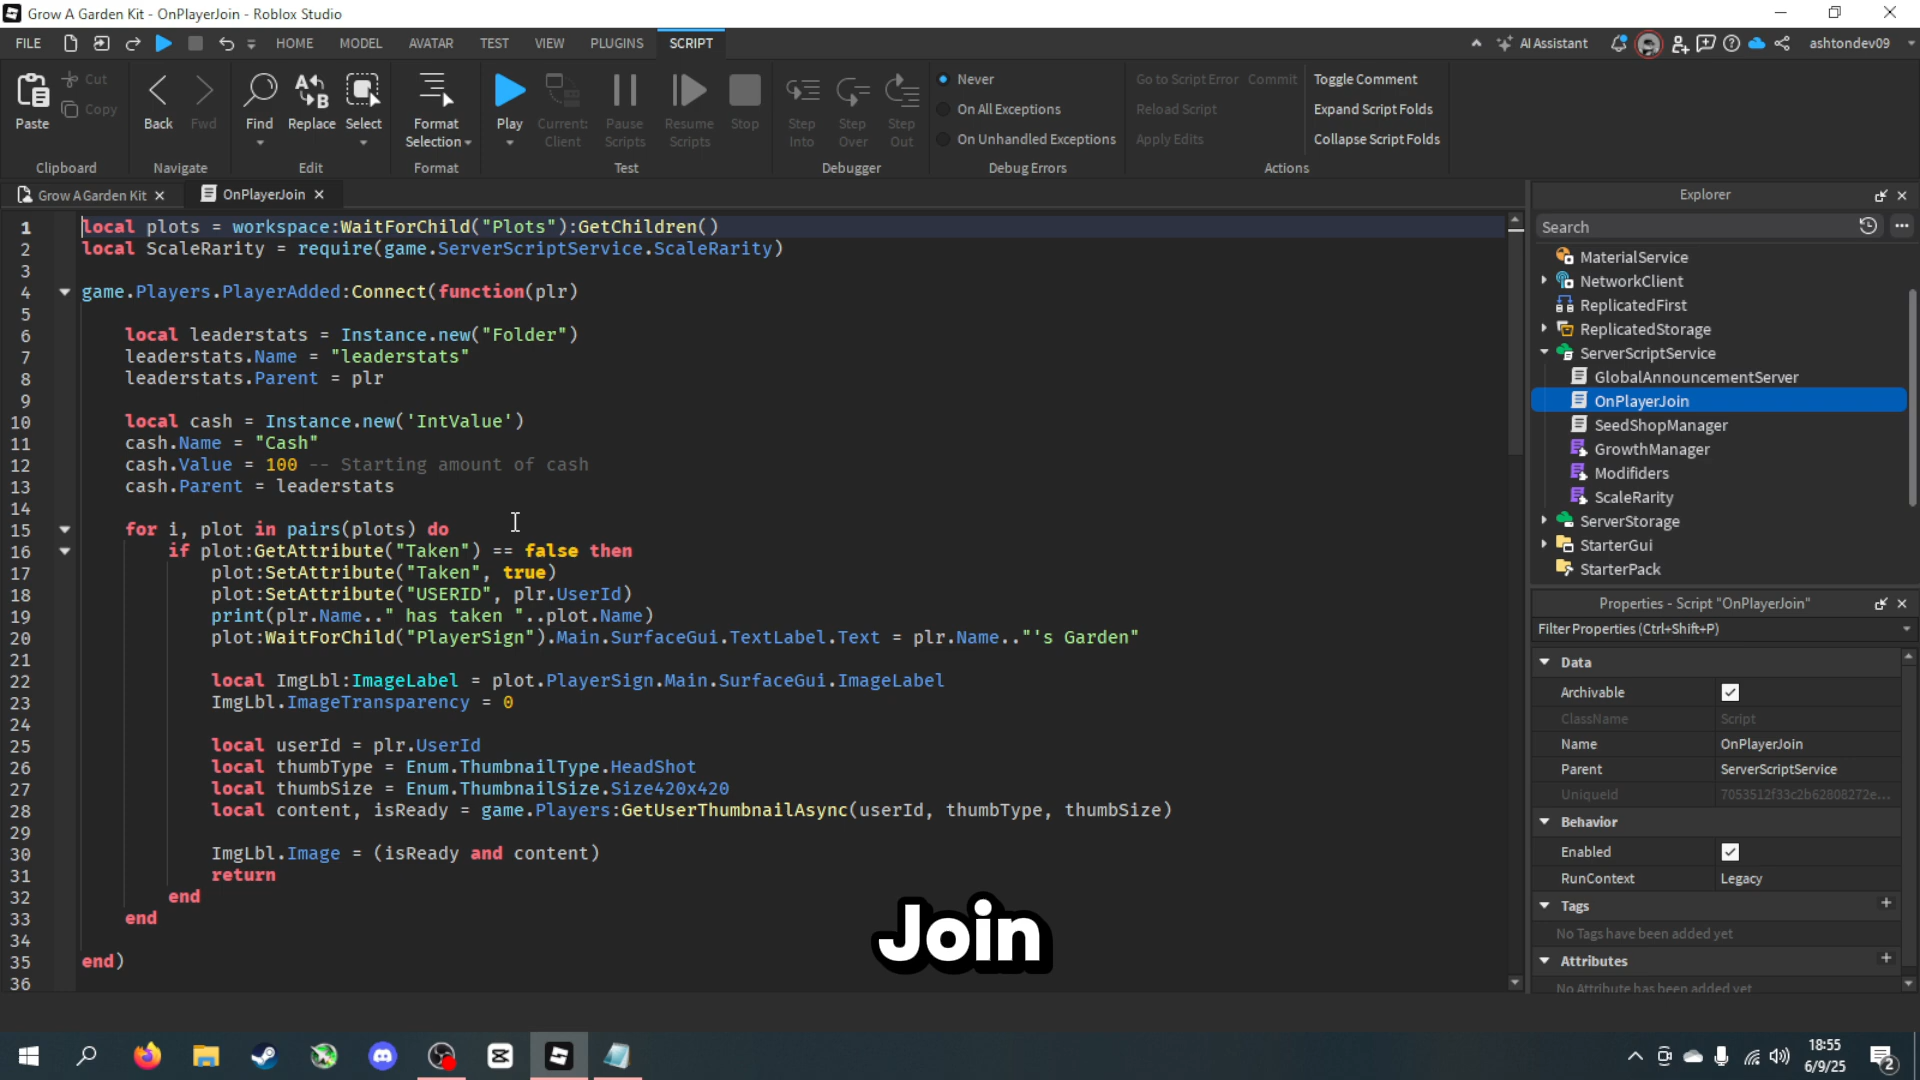 Grow A Garden Kit - OnPlayerJoin - Roblox Studio
FILE HOME MODEL AVATAR TEST VIEW PLUGINS SCRIPT AI Assistant ashtondev09
Paste Cut Copy
Clipboard
Back Fwd
Navigate
Find Replace Select
Edit
Format Selection
Format
Play Current: Client Pause Scripts Resume Scripts Stop
Test
Step Into Step Over Step Out
Debugger
Never
On All Exceptions
On Unhandled Exceptions
Debug Errors
Go to Script Error Commit Toggle Comment
Reload Script Expand Script Folds
Apply Edits Collapse Script Folds
Actions
Grow A Garden Kit OnPlayerJoin
1 local plots = workspace:WaitForChild("Plots"):GetChildren()
2 local ScaleRarity = require(game.ServerScriptService.ScaleRarity)
3
4 game.Players.PlayerAdded:Connect(function(plr)
5
6 local leaderstats = Instance.new("Folder")
7 leaderstats.Name = "leaderstats"
8 leaderstats.Parent = plr
9
10 local cash = Instance.new('IntValue')
11 cash.Name = "Cash"
12 cash.Value = 100 -- Starting amount of cash
13 cash.Parent = leaderstats
14
15 for i, plot in pairs(plots) do
16 if plot:GetAttribute("Taken") == false then
17 plot:SetAttribute("Taken", true)
18 plot:SetAttribute("USERID", plr.UserId)
19 print(plr.Name.." has taken "..plot.Name)
20 plot:WaitForChild("PlayerSign").Main.SurfaceGui.TextLabel.Text = plr.Name.."'s Garden"
21
22 local ImgLbl:ImageLabel = plot.PlayerSign.Main.SurfaceGui.ImageLabel
23 ImgLbl.ImageTransparency = 0
24
25 local userId = plr.UserId
26 local thumbType = Enum.ThumbnailType.HeadShot
27 local thumbSize = Enum.ThumbnailSize.Size420x420
28 local content, isReady = game.Players:GetUserThumbnailAsync(userId, thumbType, thumbSize)
29
30 ImgLbl.Image = (isReady and content)
31 return
32 end
33 end
34
35 end)
36
Join
Explorer
Search
MaterialService
NetworkClient
ReplicatedFirst
ReplicatedStorage
ServerScriptService
GlobalAnnouncementServer
OnPlayerJoin
SeedShopManager
GrowthManager
Modifiders
ScaleRarity
ServerStorage
StarterGui
StarterPack
Properties - Script "OnPlayerJoin"
Filter Properties (Ctrl+Shift+P)
Data
Archivable
ClassName Script
Name OnPlayerJoin
Parent ServerScriptService
UniqueId 7053512f33c2b62808272e...
Behavior
Enabled
RunContext Legacy
Tags
No Tags have been added yet
Attributes
No Attribute has been added yet
18:55
6/9/25
2